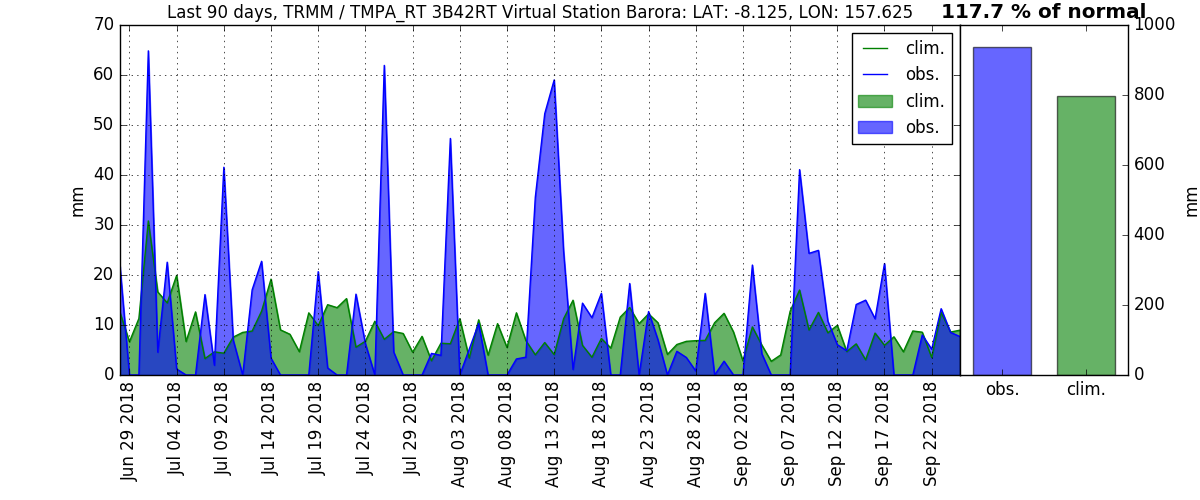 Last 90 days, TRMM / TMPA_RT 3B42RT Virtual Station Barora: LAT: -8.125, LON: 157.625
117.7 % of normal
clim.
obs.
clim.
obs.
mm
70
60
50
40
30
20
10
0
Jun 29 2018
Jul 04 2018
Jul 09 2018
Jul 14 2018
Jul 19 2018
Jul 24 2018
Jul 29 2018
Aug 03 2018
Aug 08 2018
Aug 13 2018
Aug 18 2018
Aug 23 2018
Aug 28 2018
Sep 02 2018
Sep 07 2018
Sep 12 2018
Sep 17 2018
Sep 22 2018
1000
800
600
400
200
0
mm
obs.
clim.